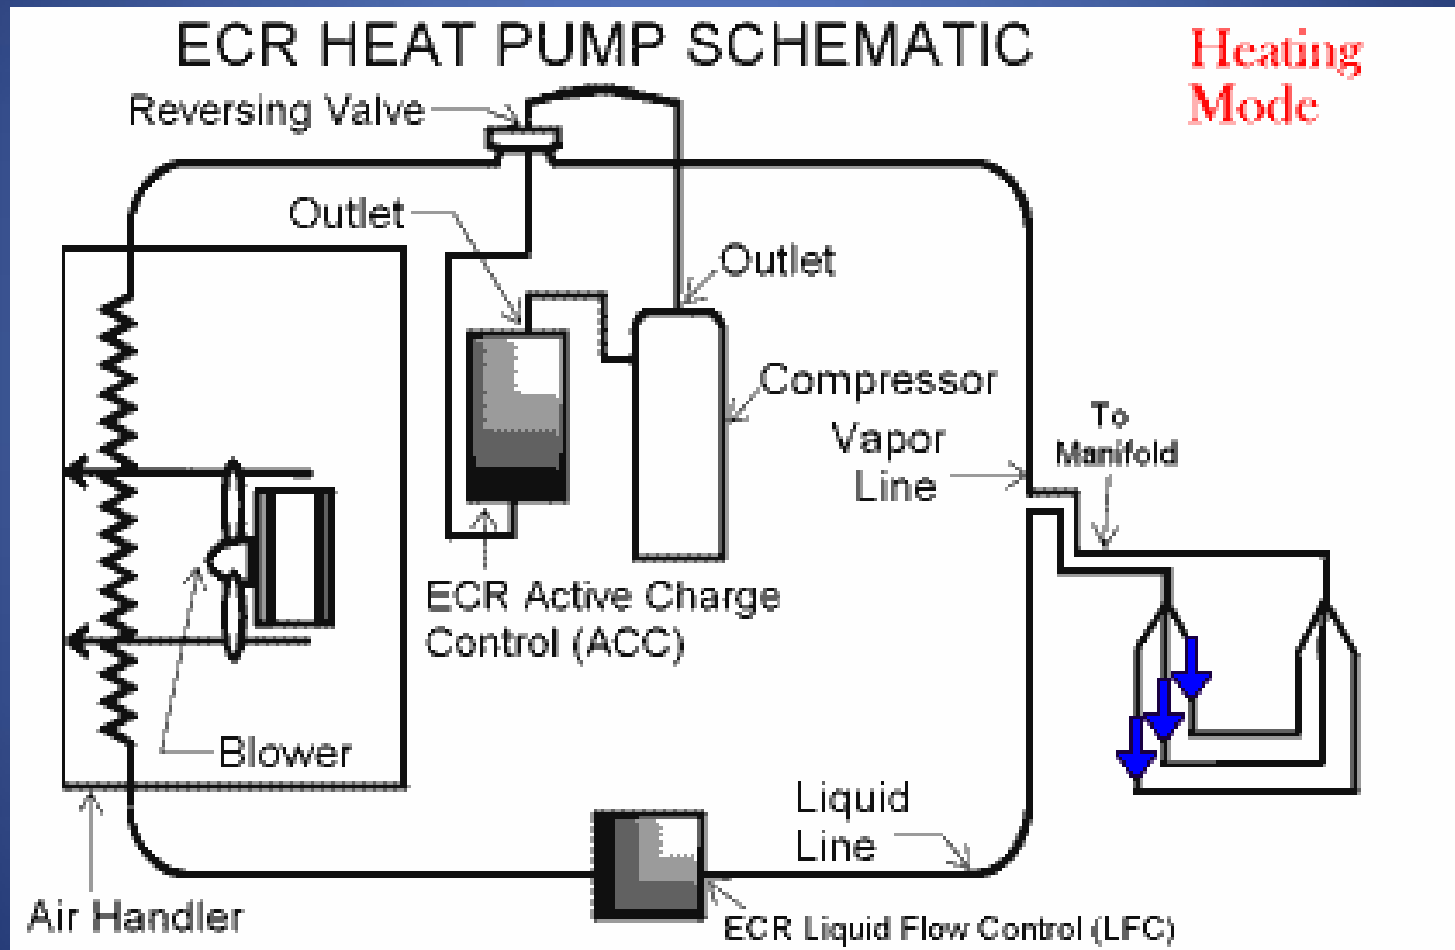 ECR HEAT PUMP SCHEMATIC
Heating
Mode
Reversing Valve
Outlet
Outlet
Compressor
Vapor
Line
To
Manifold
ECR Active Charge
Control (ACC)
Blower
Liquid
Line
Air Handler
ECR Liquid Flow Control (LFC)